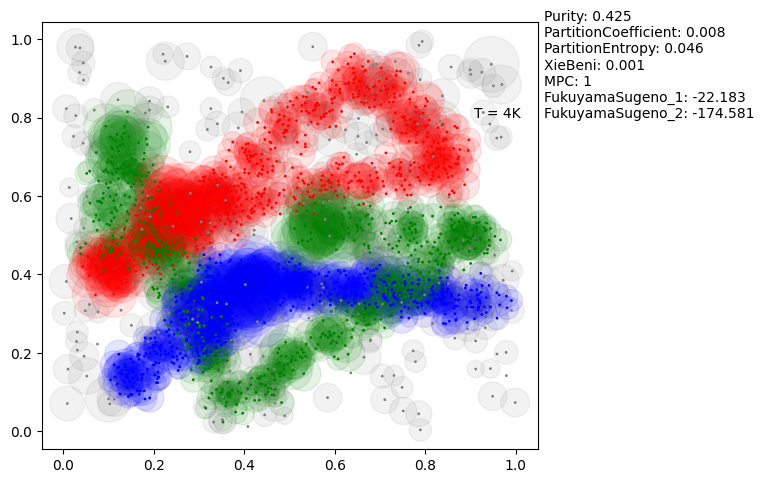 Purity: 0.425
PartitionCoefficient: 0.008
PartitionEntropy: 0.046
XieBeni: 0.001
MPC: 1
FukuyamaSugeno_1: -22.183
FukuyamaSugeno_2: -174.581
T = 4K
1.0
0.8
0.6
0.4
0.2
0.0
0.0 0.2 0.4 0.6 0.8 1.0